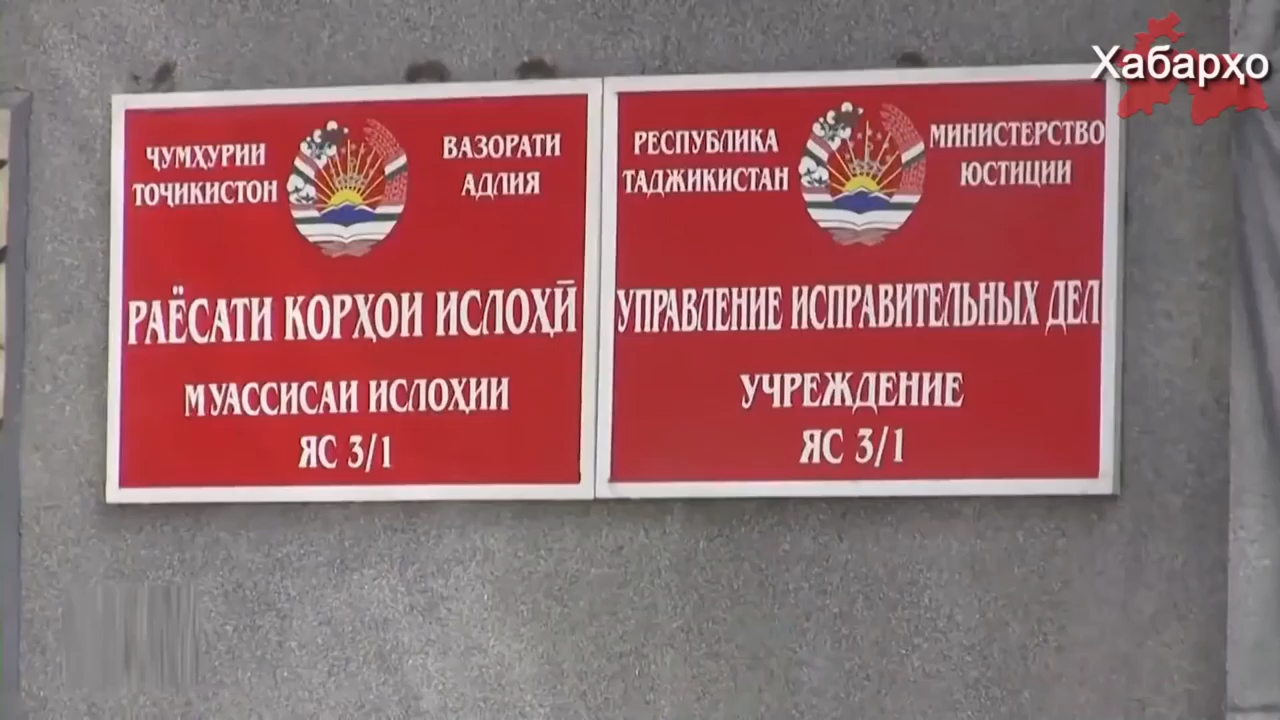 Хабарҳо
ҶУМҲУРИИ
ТОҶИКИСТОН
ВАЗОРАТИ
АДЛИЯ
РАЁСАТИ КОРҲОИ ИСЛОҲӢ
МУАССИСАИ ИСЛОҲИИ
ЯС 3/1
РЕСПУБЛИКА
ТАДЖИКИСТАН
МИНИСТЕРСТВО
ЮСТИЦИИ
УПРАВЛЕНИЕ ИСПРАВИТЕЛЬНЫХ ДЕЛ
УЧРЕЖДЕНИЕ
ЯС 3/1